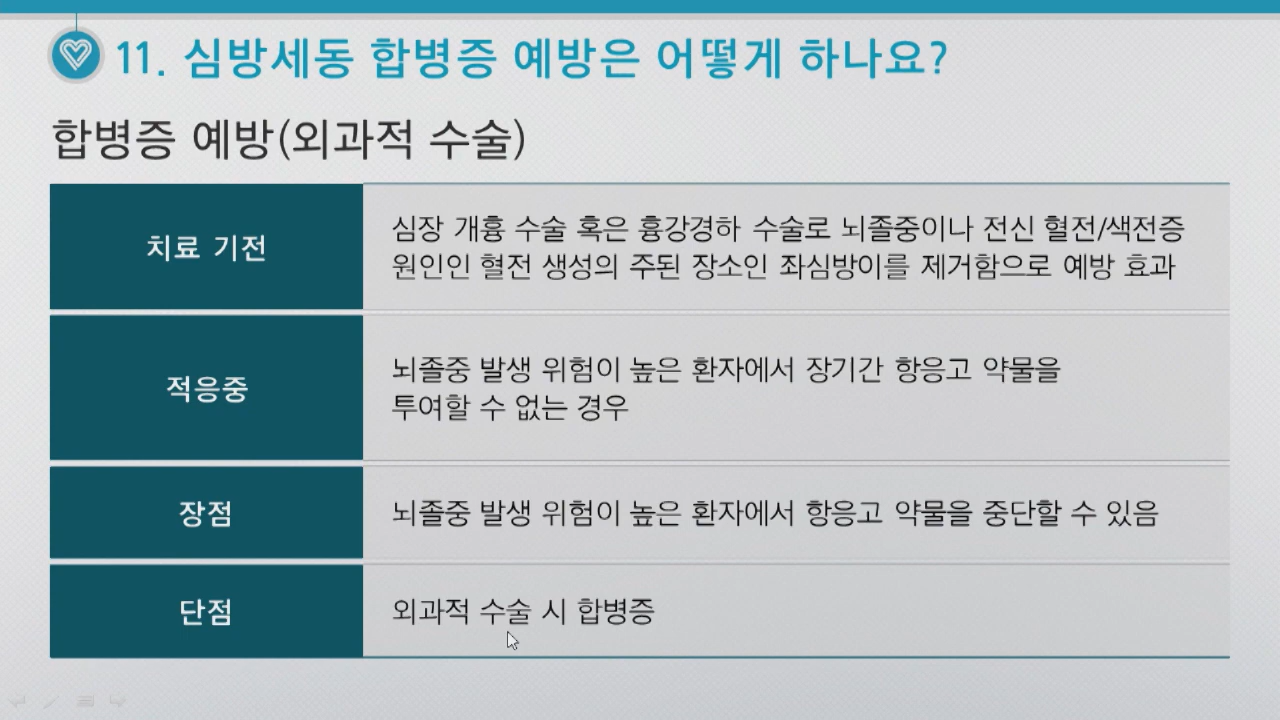 11. 심방세동 합병증 예방은 어떻게 하나요?
합병증 예방(외과적 수술)
치료 기전
심장 개흉 수술 혹은 흉강경하 수술로 뇌졸중이나 전신 혈전/색전증
원인인 혈전 생성의 주된 장소인 좌심방이를 제거함으로 예방 효과
적응중
뇌졸중 발생 위험이 높은 환자에서 장기간 항응고 약물을
투여할 수 없는 경우
장점
뇌졸중 발생 위험이 높은 환자에서 항응고 약물을 중단할 수 있음
단점
외과적 수술 시 합병증